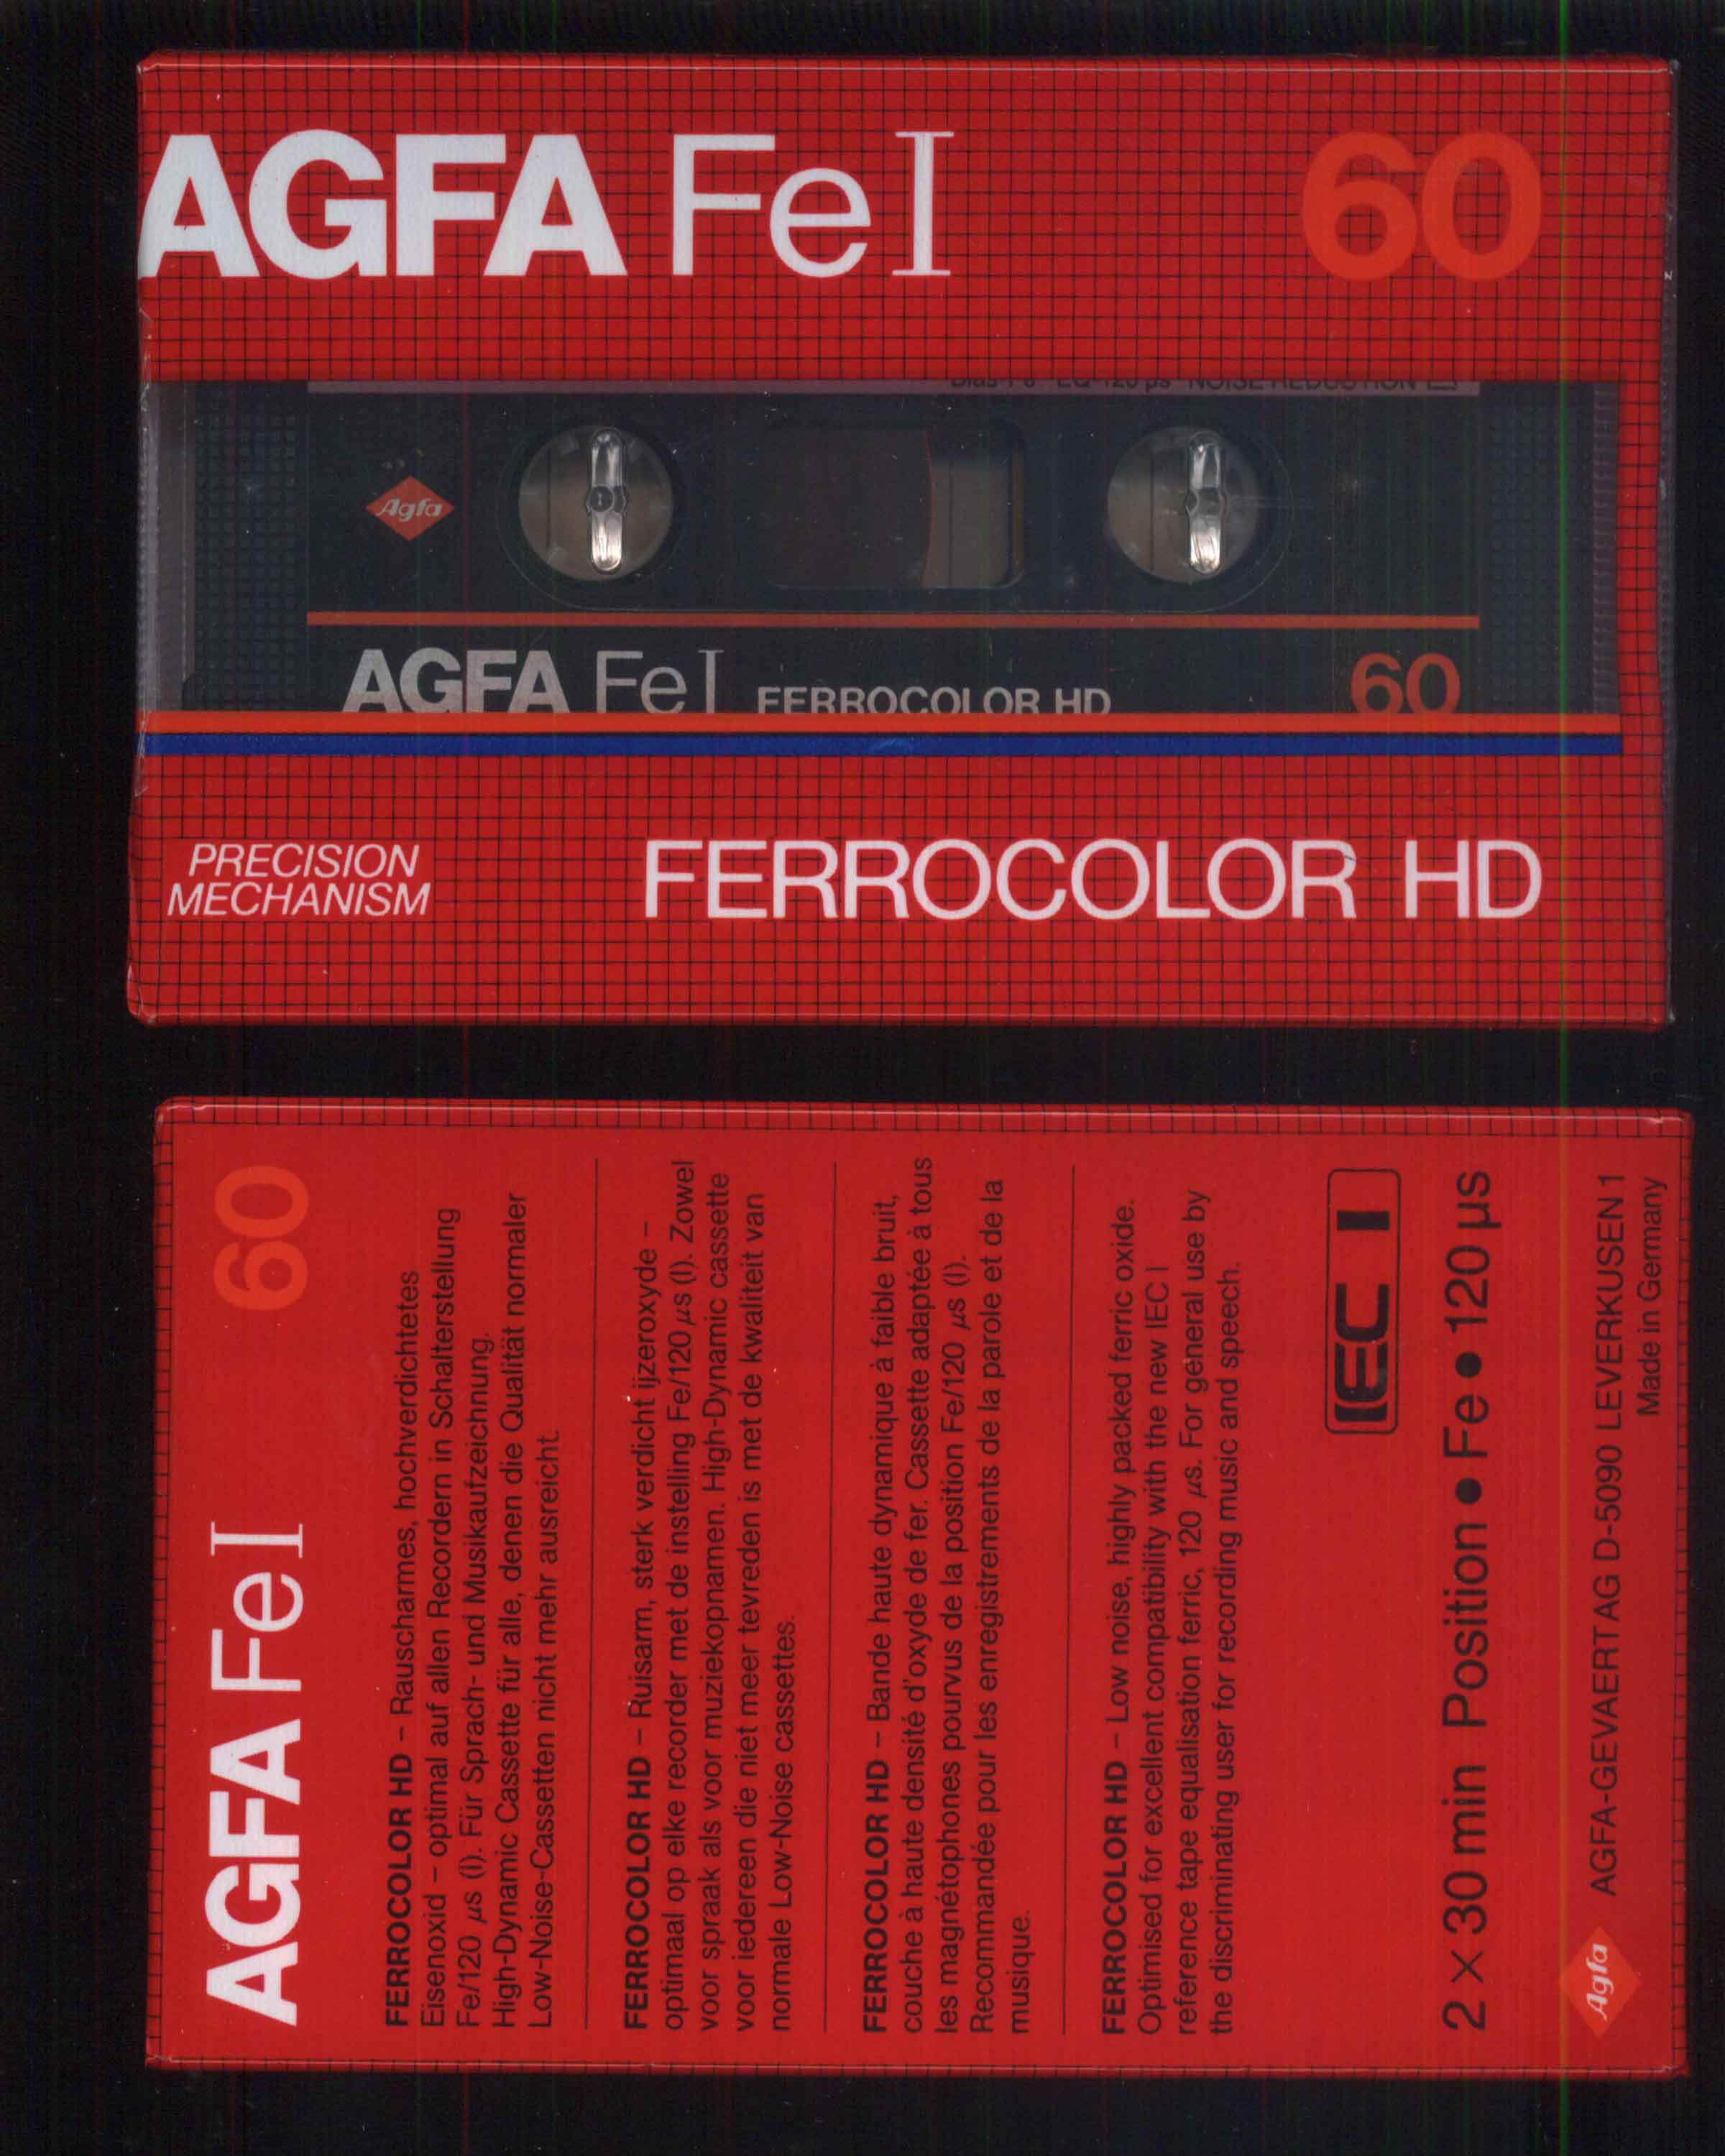 AGFA FeI 60
Bias-Fe EQ-120 µs NOISE REDUCTION
Agfa
AGFA FeI FERROCOLOR HD 60
PRECISION
MECHANISM
FERROCOLOR HD
AGFA FeI 60
FERROCOLOR HD – Rauscharmes, hochverdichtetes
Eisenoxid – optimal auf allen Recordern in Schalterstellung
Fe/120 µs (I). Für Sprach- und Musikaufzeichnung.
High-Dynamic Cassette für alle, denen die Qualität normaler
Low-Noise-Cassetten nicht mehr ausreicht.
FERROCOLOR HD – Ruisarm, sterk verdicht ijzeroxyde –
optimaal op elke recorder met de instelling Fe/120 µs (I). Zowel
voor spraak als voor muziekopnamen. High-Dynamic cassette
voor iedereen die niet meer tevreden is met de kwaliteit van
normale Low-Noise cassettes.
FERROCOLOR HD – Bande haute dynamique à faible bruit,
couche à haute densité d'oxyde de fer. Cassette adaptée à tous
les magnétophones pourvus de la position Fe/120 µs (I).
Recommandée pour les enregistrements de la parole et de la
musique.
FERROCOLOR HD – Low noise, highly packed ferric oxide.
Optimised for excellent compatibility with the new IEC I
reference tape equalisation ferric, 120 µs. For general use by
the discriminating user for recording music and speech.
IEC I
2 × 30 min Position • Fe • 120 µs
Agfa AGFA-GEVAERT AG D-5090 LEVERKUSEN 1
Made in Germany